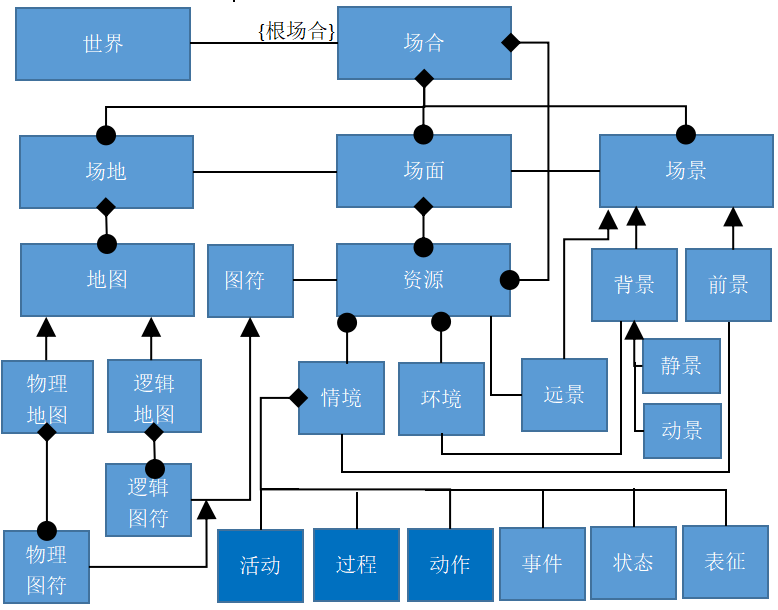 世界
{根场合}
场合
场地
场面
场景
地图
图符
资源
背景
前景
物理
地图
逻辑
地图
情境
环境
远景
静景
动景
逻辑
图符
物理
图符
活动
过程
动作
事件
状态
表征